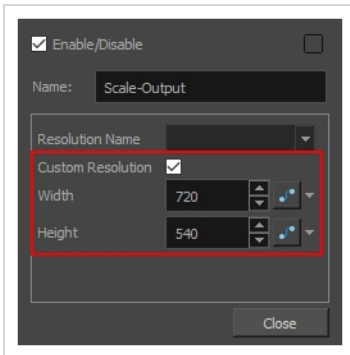 Enable/Disable
Name: Scale-Output
Resolution Name
Custom Resolution
Width 720
Height 540
Close